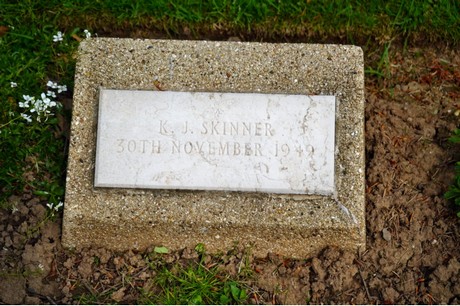 K. J. SKINNER
30TH NOVEMBER 1949